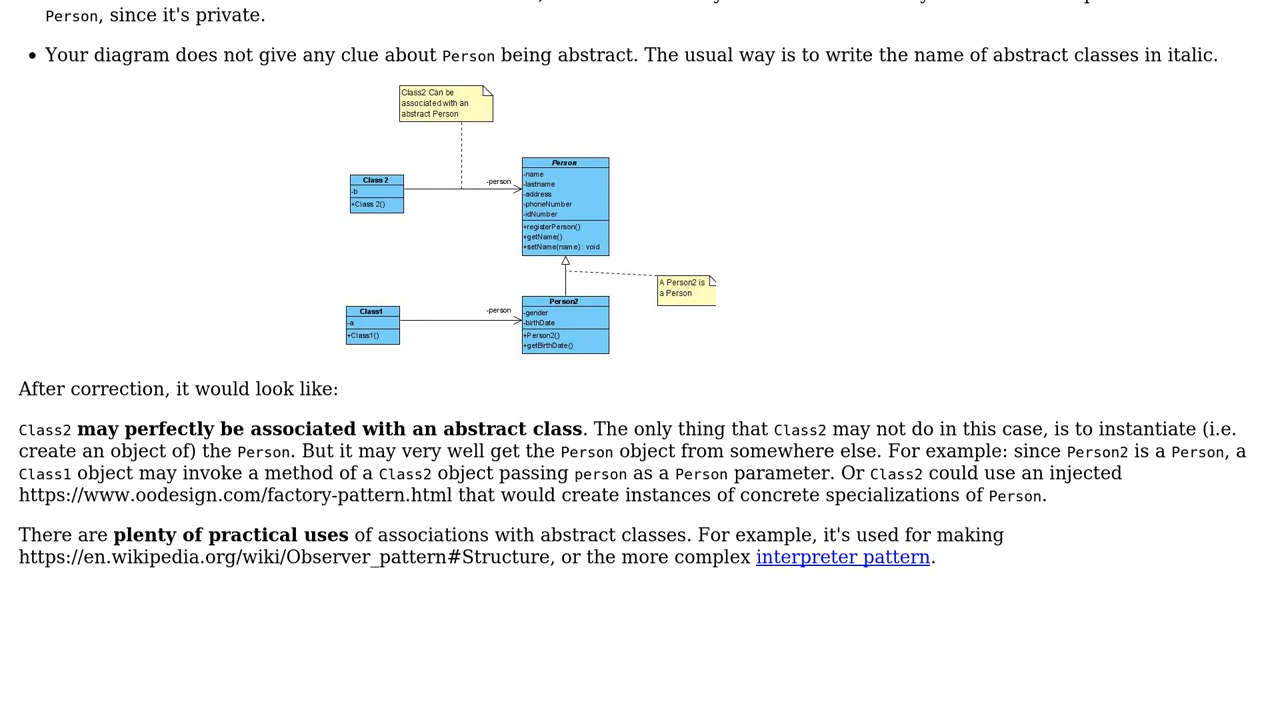 Person, since it's private.
• Your diagram does not give any clue about Person being abstract. The usual way is to write the name of abstract classes in italic.
Class2 Can be
associated with an
abstract Person
Person
-name
-lastname
-address
-phoneNumber
-idNumber
+registerPerson()
+getName()
+setName(name) : void
Class 2
-b
+Class 2()
-person
A Person2 is
a Person
Person2
-gender
-birthDate
+Person2()
+getBirthDate()
Class1
-a
+Class1()
-person
After correction, it would look like:
Class2 may perfectly be associated with an abstract class. The only thing that Class2 may not do in this case, is to instantiate (i.e.
create an object of) the Person. But it may very well get the Person object from somewhere else. For example: since Person2 is a Person, a
Class1 object may invoke a method of a Class2 object passing person as a Person parameter. Or Class2 could use an injected
https://www.oodesign.com/factory-pattern.html that would create instances of concrete specializations of Person.
There are plenty of practical uses of associations with abstract classes. For example, it's used for making
https://en.wikipedia.org/wiki/Observer_pattern#Structure, or the more complex interpreter pattern.